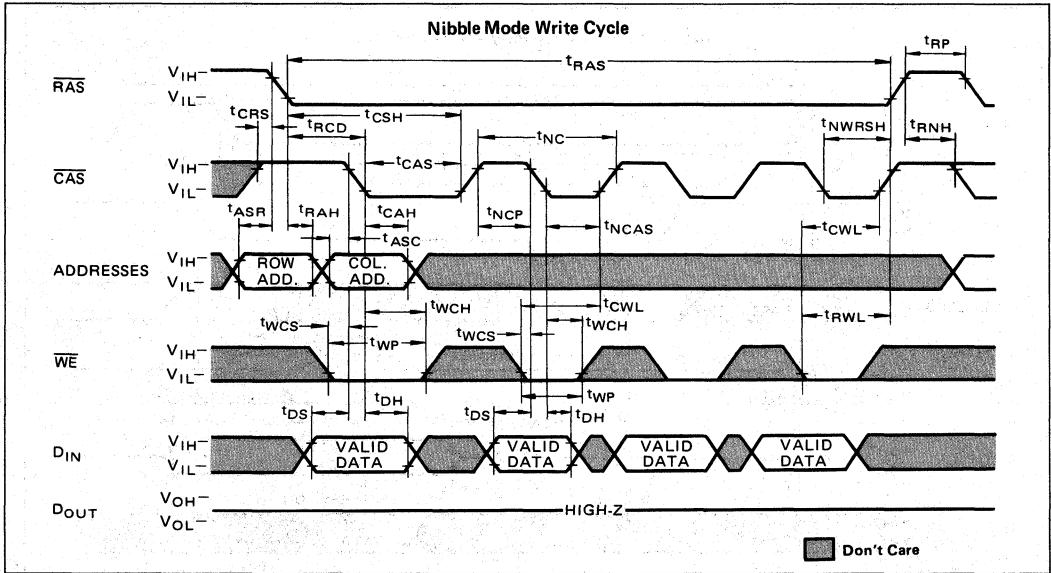 Nibble Mode Write Cycle
tRP
tRAS
RAS
VIH
VIL
tCRS
tRCD
tCSH
tNC
tNWRSH
tRNH
CAS
VIH
VIL
tCAS
tASR
tRAH
tCAH
tNCP
tNCAS
tCWL
tASC
ADDRESSES
VIH
VIL
ROW ADD.
COL. ADD.
tWCH
tCWL
tRWL
tWCS
tWP
tWCS
tWCH
WE
VIH
VIL
tWP
tDS
tDH
tDS
tDH
DIN
VIH
VIL
VALID DATA
VALID DATA
VALID DATA
VALID DATA
DOUT
VOH
VOL
HIGH-Z
Don't Care